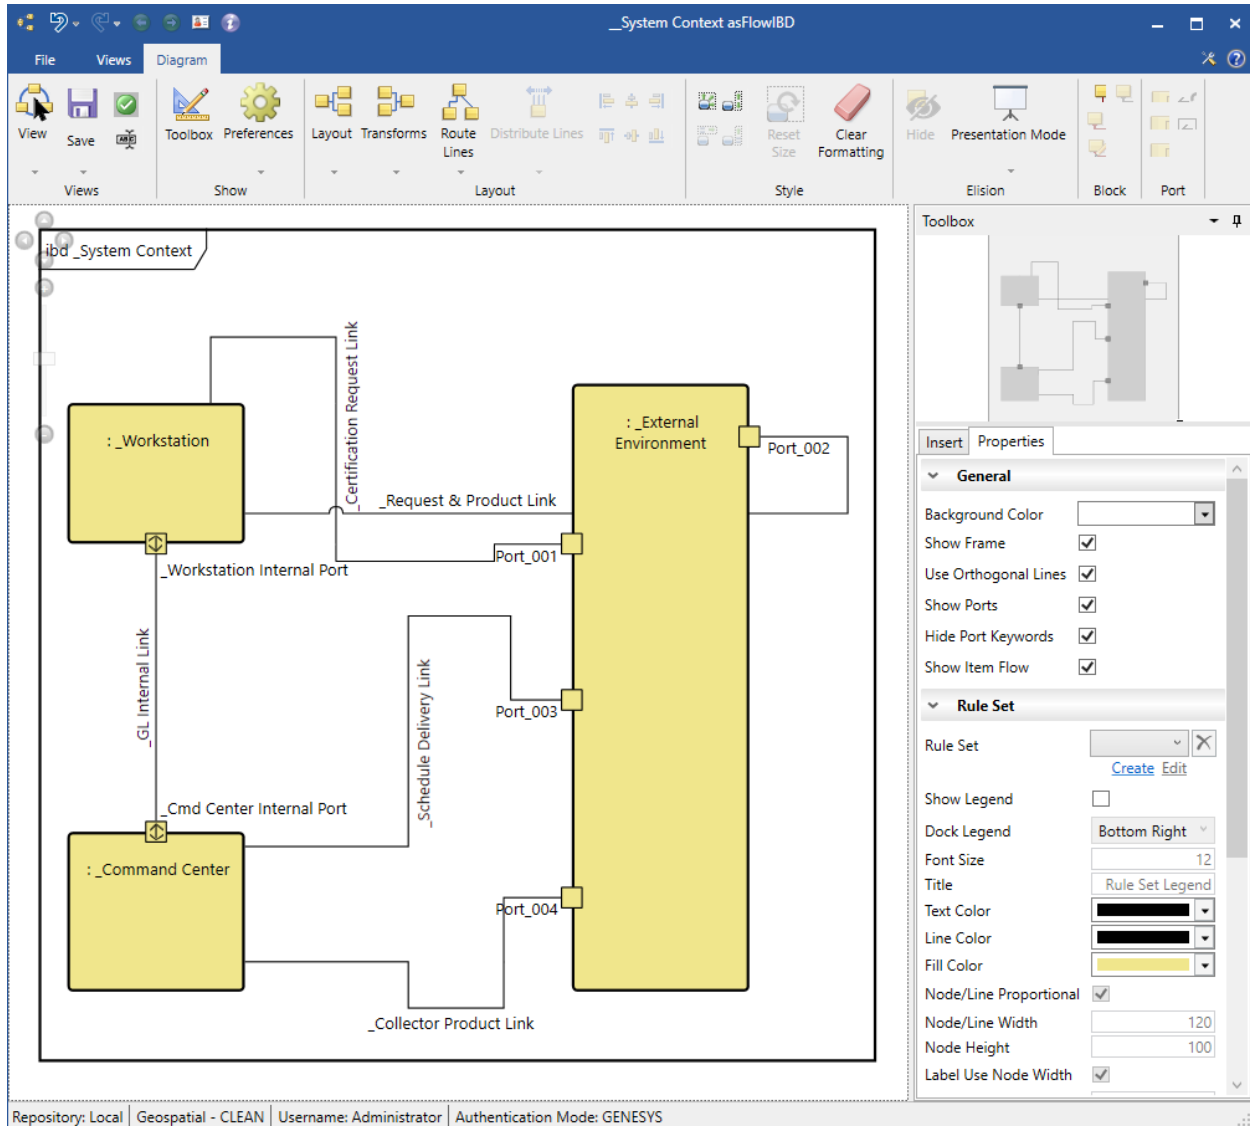 __System Context asFlowIBD
File
Views
Diagram
View
Save
Toolbox
Preferences
Layout
Transforms
Route
Lines
Distribute Lines
Reset
Size
Clear
Formatting
Hide
Presentation Mode
Views
Show
Layout
Style
Elision
Block
Port
ibd _System Context
: _Workstation
_Certification Request Link
_Request & Product Link
: _External
Environment
Port_002
Port_001
_Workstation Internal Port
_GL Internal Link
_Schedule Delivery Link
Port_003
_Cmd Center Internal Port
: _Command Center
Port_004
_Collector Product Link
Toolbox
Insert
Properties
General
Background Color
Show Frame
Use Orthogonal Lines
Show Ports
Hide Port Keywords
Show Item Flow
Rule Set
Rule Set
Create Edit
Show Legend
Dock Legend Bottom Right
Font Size 12
Title Rule Set Legend
Text Color
Line Color
Fill Color
Node/Line Proportional
Node/Line Width 120
Node Height 100
Label Use Node Width
Repository: Local Geospatial - CLEAN Username: Administrator Authentication Mode: GENESYS